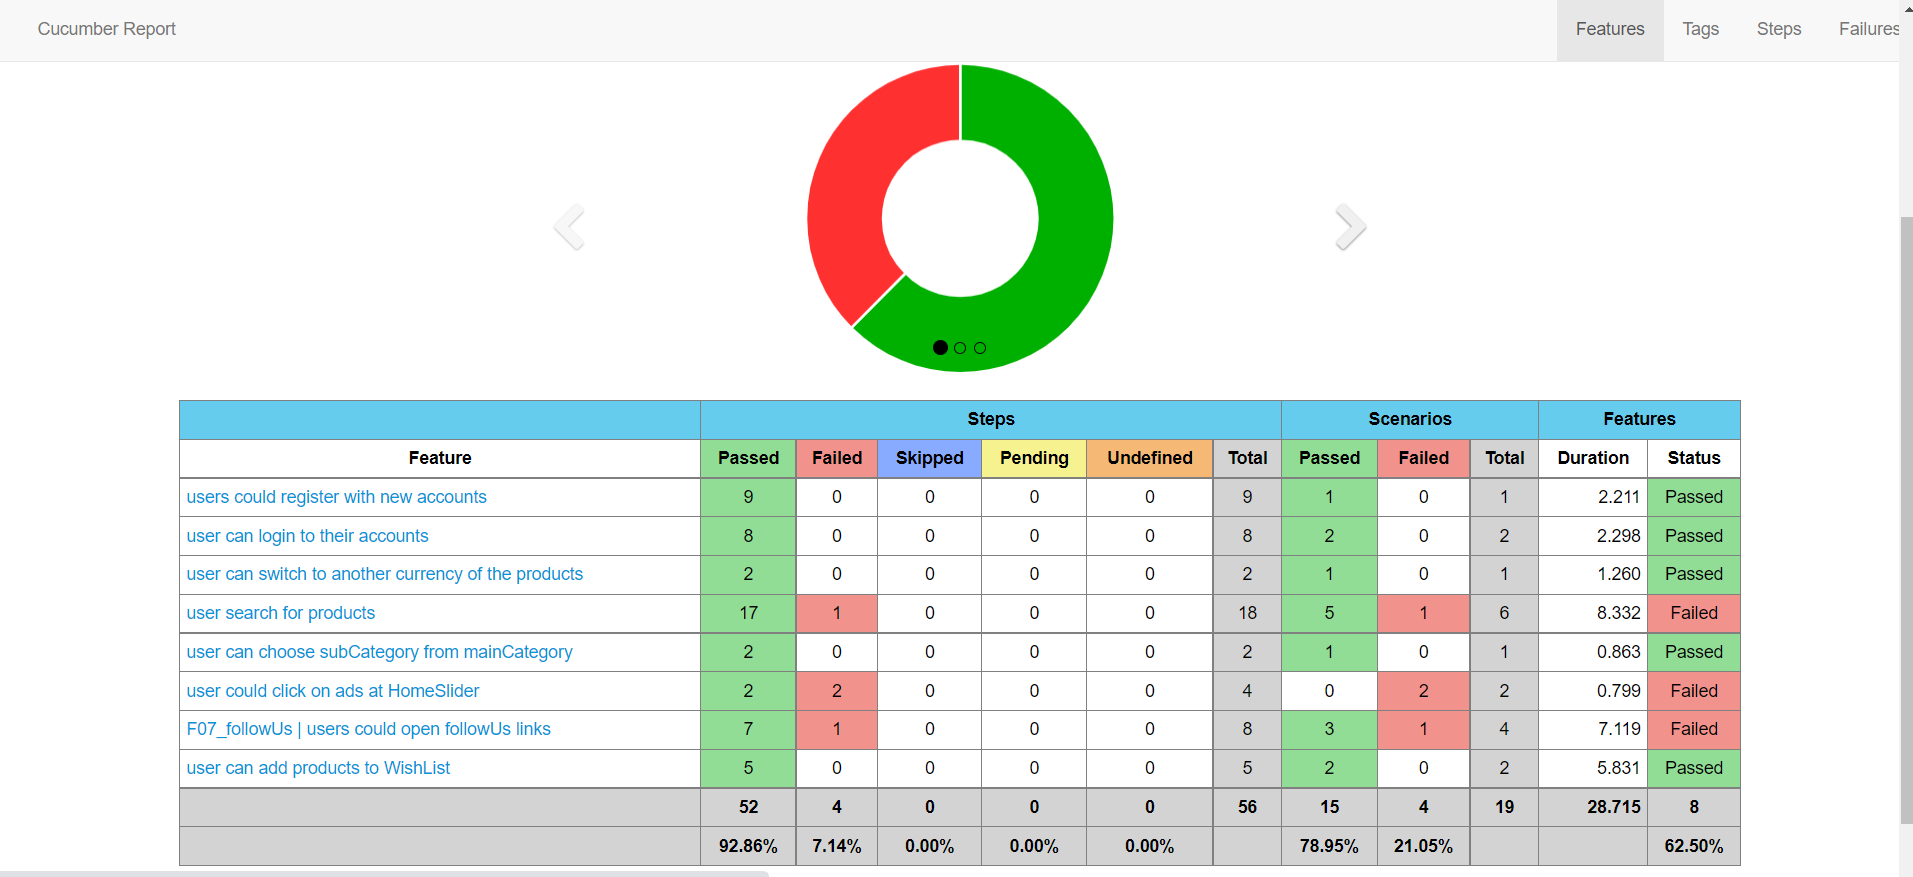 Cucumber Report Features Tags Steps Failures
Steps Scenarios Features
Feature Passed Failed Skipped Pending Undefined Total Passed Failed Total Duration Status
users could register with new accounts 9 0 0 0 0 9 1 0 1 2.211 Passed
user can login to their accounts 8 0 0 0 0 8 2 0 2 2.298 Passed
user can switch to another currency of the products 2 0 0 0 0 2 1 0 1 1.260 Passed
user search for products 17 1 0 0 0 18 5 1 6 8.332 Failed
user can choose subCategory from mainCategory 2 0 0 0 0 2 1 0 1 0.863 Passed
user could click on ads at HomeSlider 2 2 0 0 0 4 0 2 2 0.799 Failed
F07_followUs | users could open followUs links 7 1 0 0 0 8 3 1 4 7.119 Failed
user can add products to WishList 5 0 0 0 0 5 2 0 2 5.831 Passed
52 4 0 0 0 56 15 4 19 28.715 8
92.86% 7.14% 0.00% 0.00% 0.00% 78.95% 21.05% 62.50%